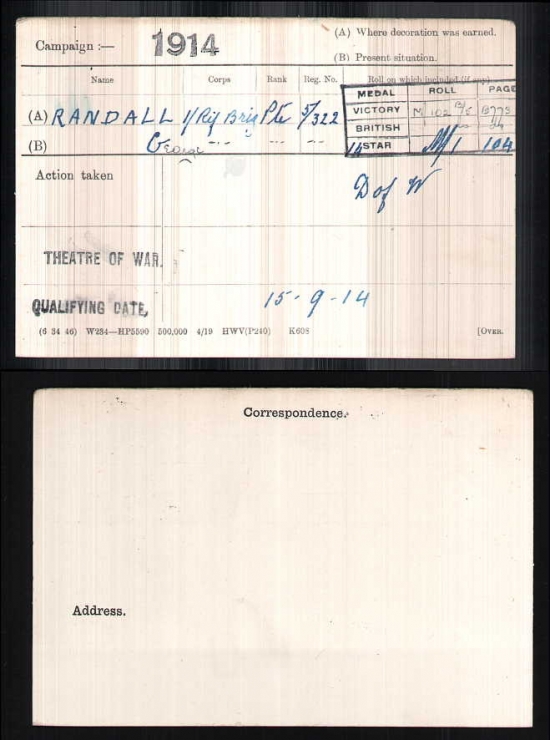 Campaign :— 1914
(A) Where decoration was earned.
(B) Present situation.
Name Corps Rank Reg. No. Roll on which included (if any)
MEDAL ROLL PAGE
(A) RANDALL 1/Rif Brig Pte 5/322
VICTORY
BRITISH
(B) George -"- -"- -"-
14 STAR 104
Action taken
D of W
THEATRE OF WAR.
QUALIFYING DATE, 15-9-14
(6 34 46) W234—HP5590 500,000 4/19 HWV(P240) K608 [OVER.
Correspondence.
Address.